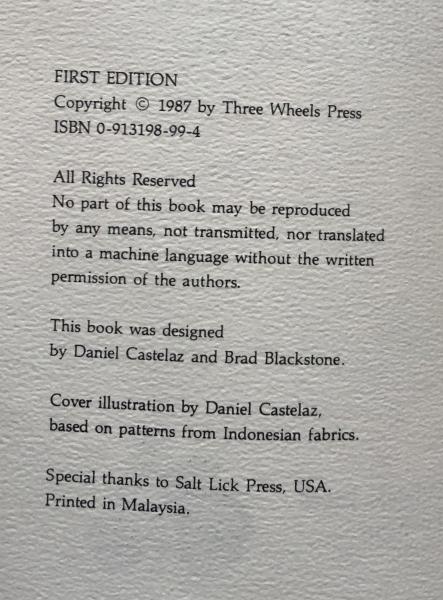 FIRST EDITION
Copyright © 1987 by Three Wheels Press
ISBN 0-913198-99-4
All Rights Reserved
No part of this book may be reproduced
by any means, not transmitted, nor translated
into a machine language without the written
permission of the authors.
This book was designed
by Daniel Castelaz and Brad Blackstone.
Cover illustration by Daniel Castelaz,
based on patterns from Indonesian fabrics.
Special thanks to Salt Lick Press, USA.
Printed in Malaysia.